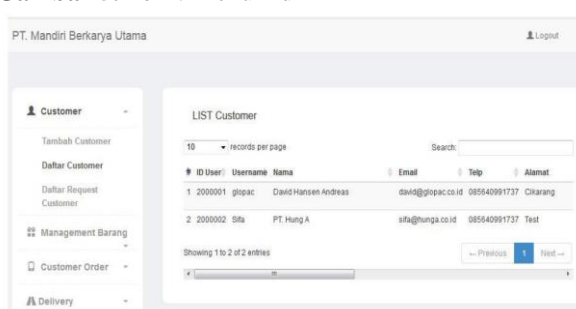 PT. Mandiri Berkarya Utama
Logout
Customer
Tambah Customer
Daftar Customer
Daftar Request
Customer
Management Barang
Customer Order
Delivery
LIST Customer
10 records per page
Search:
# ID User Username Nama Email Telp Alamat
1 2000001 glopac David Hansen Andreas david@glopac.co.id 085640991737 Cikarang
2 2000002 Sifa PT. Hung A sifa@hunga.co.id 085640991737 Test
Showing 1 to 2 of 2 entries
← Previous 1 Next →